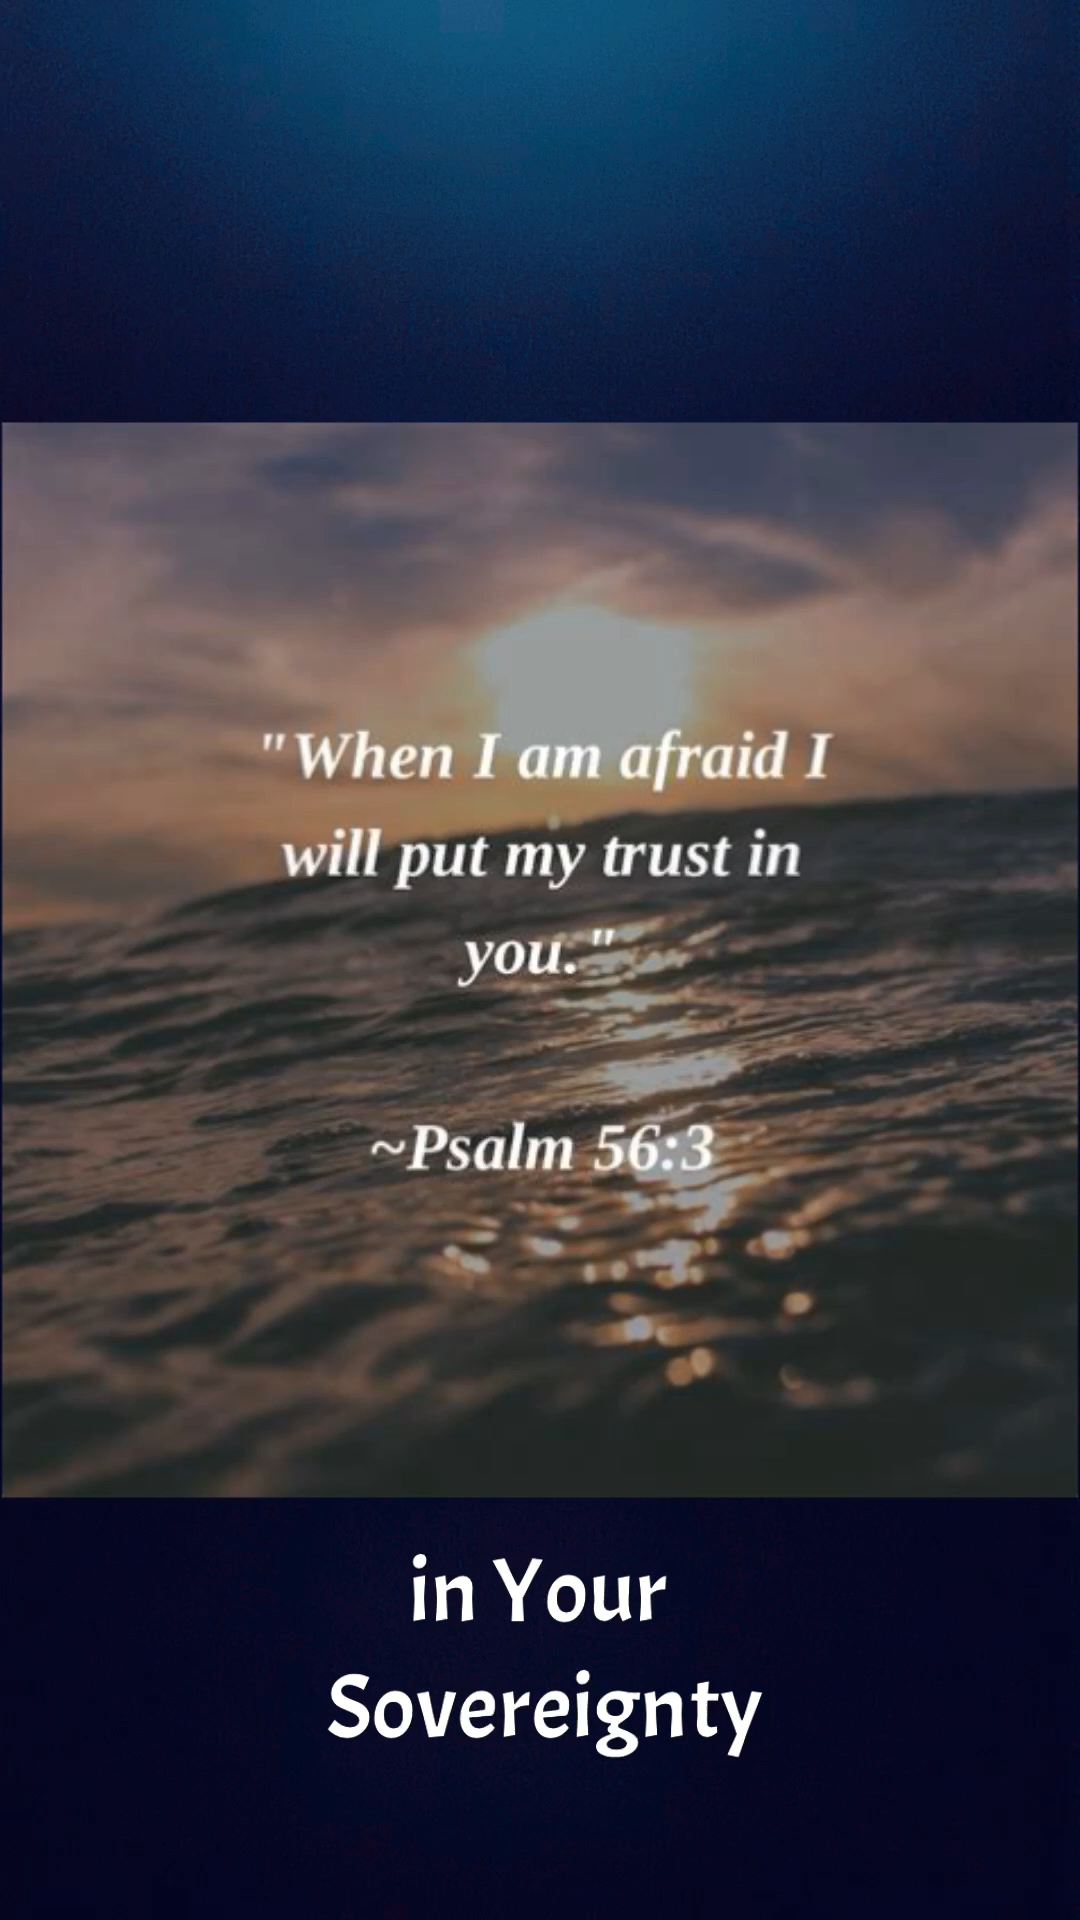 "When I am afraid I
will put my trust in
you."
~Psalm 56:3
in Your
Sovereignty